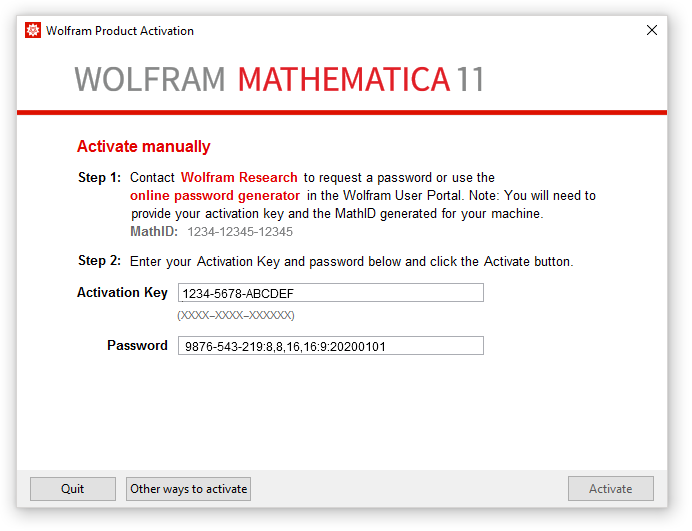 Wolfram Product Activation
WOLFRAM MATHEMATICA 11
Activate manually
Step 1: Contact Wolfram Research to request a password or use the
online password generator in the Wolfram User Portal. Note: You will need to
provide your activation key and the MathID generated for your machine.
MathID: 1234-12345-12345
Step 2: Enter your Activation Key and password below and click the Activate button.
Activation Key 1234-5678-ABCDEF
(XXXX–XXXX–XXXXXX)
Password 9876-543-219:8,8,16,16:9:20200101
Quit Other ways to activate Activate